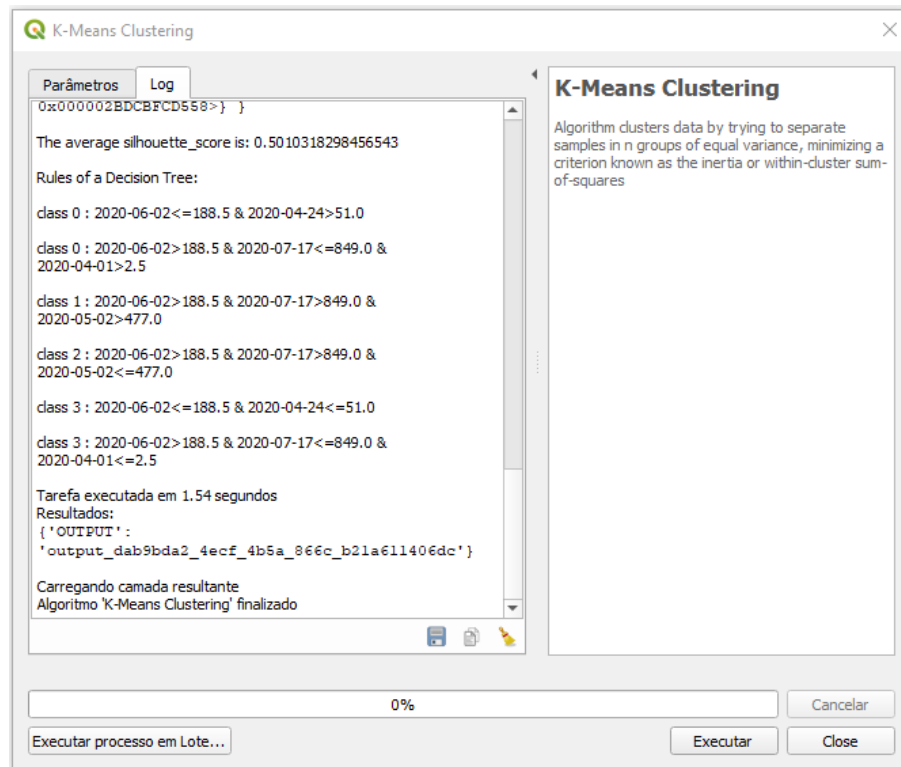 K-Means Clustering
Parâmetros
Log
0x000002BDCBFCD558>} }
The average silhouette_score is: 0.5010318298456543
Rules of a Decision Tree:
class 0 : 2020-06-02<=188.5 & 2020-04-24>51.0
class 0 : 2020-06-02>188.5 & 2020-07-17<=849.0 &
2020-04-01>2.5
class 1 : 2020-06-02>188.5 & 2020-07-17>849.0 &
2020-05-02>477.0
class 2 : 2020-06-02>188.5 & 2020-07-17>849.0 &
2020-05-02<=477.0
class 3 : 2020-06-02<=188.5 & 2020-04-24<=51.0
class 3 : 2020-06-02>188.5 & 2020-07-17<=849.0 &
2020-04-01<=2.5
Tarefa executada em 1.54 segundos
Resultados:
{'OUTPUT':
'output_dab9bda2_4ecf_4b5a_866c_b21a611406dc'}
Carregando camada resultante
Algoritmo 'K-Means Clustering' finalizado
K-Means Clustering
Algorithm clusters data by trying to separate
samples in n groups of equal variance, minimizing a
criterion known as the inertia or within-cluster sum-
of-squares
0%
Cancelar
Executar processo em Lote...
Executar
Close